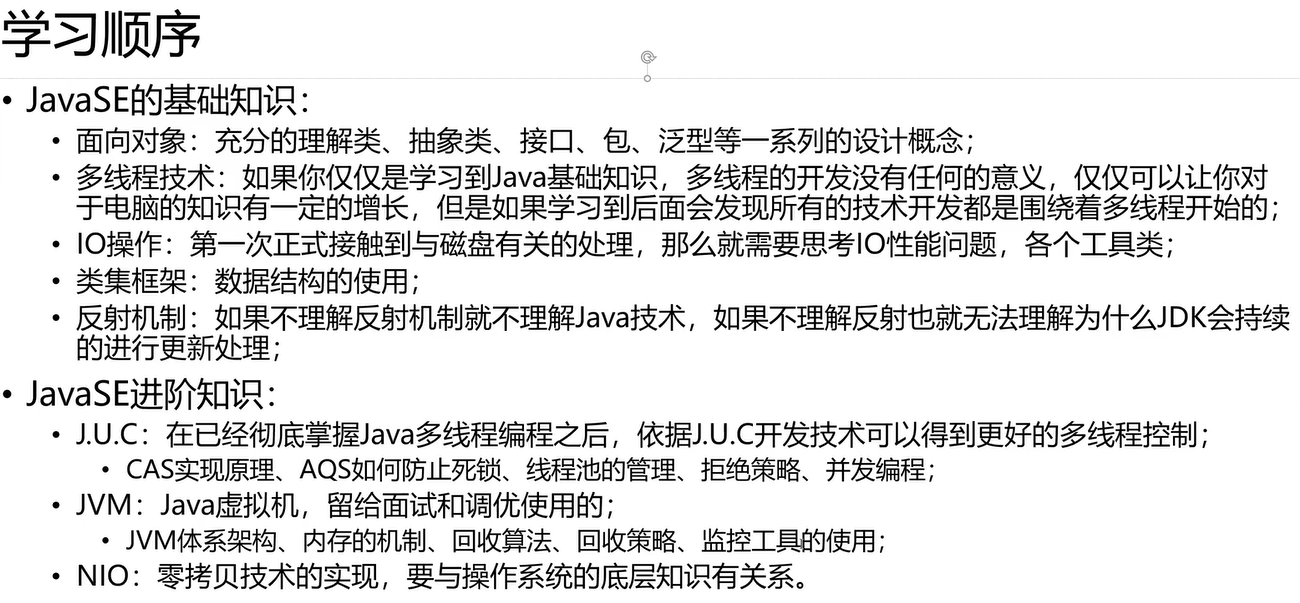 学习顺序
• JavaSE的基础知识：
• 面向对象：充分的理解类、抽象类、接口、包、泛型等一系列的设计概念；
• 多线程技术：如果你仅仅是学习到Java基础知识，多线程的开发没有任何的意义，仅仅可以让你对
于电脑的知识有一定的增长，但是如果学习到后面会发现所有的技术开发都是围绕着多线程开始的；
• IO操作：第一次正式接触到与磁盘有关的处理，那么就需要思考IO性能问题，各个工具类；
• 类集框架：数据结构的使用；
• 反射机制：如果不理解反射机制就不理解Java技术，如果不理解反射也就无法理解为什么JDK会持续
的进行更新处理；
• JavaSE进阶知识：
• J.U.C：在已经彻底掌握Java多线程编程之后，依据J.U.C开发技术可以得到更好的多线程控制；
• CAS实现原理、AQS如何防止死锁、线程池的管理、拒绝策略、并发编程；
• JVM：Java虚拟机，留给面试和调优使用的；
• JVM体系架构、内存的机制、回收算法、回收策略、监控工具的使用；
• NIO：零拷贝技术的实现，要与操作系统的底层知识有关系。